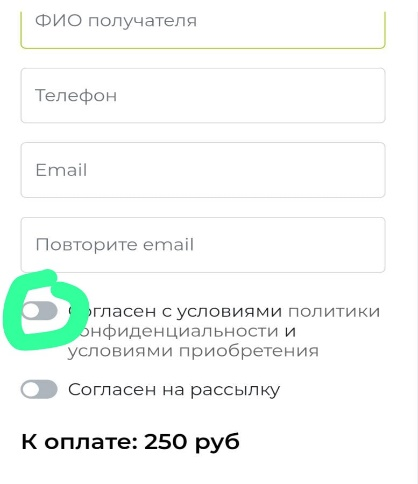 ФИО получателя
Телефон
Email
Повторите email
Согласен с условиями политики
конфиденциальности и
условиями приобретения
Согласен на рассылку
К оплате: 250 руб